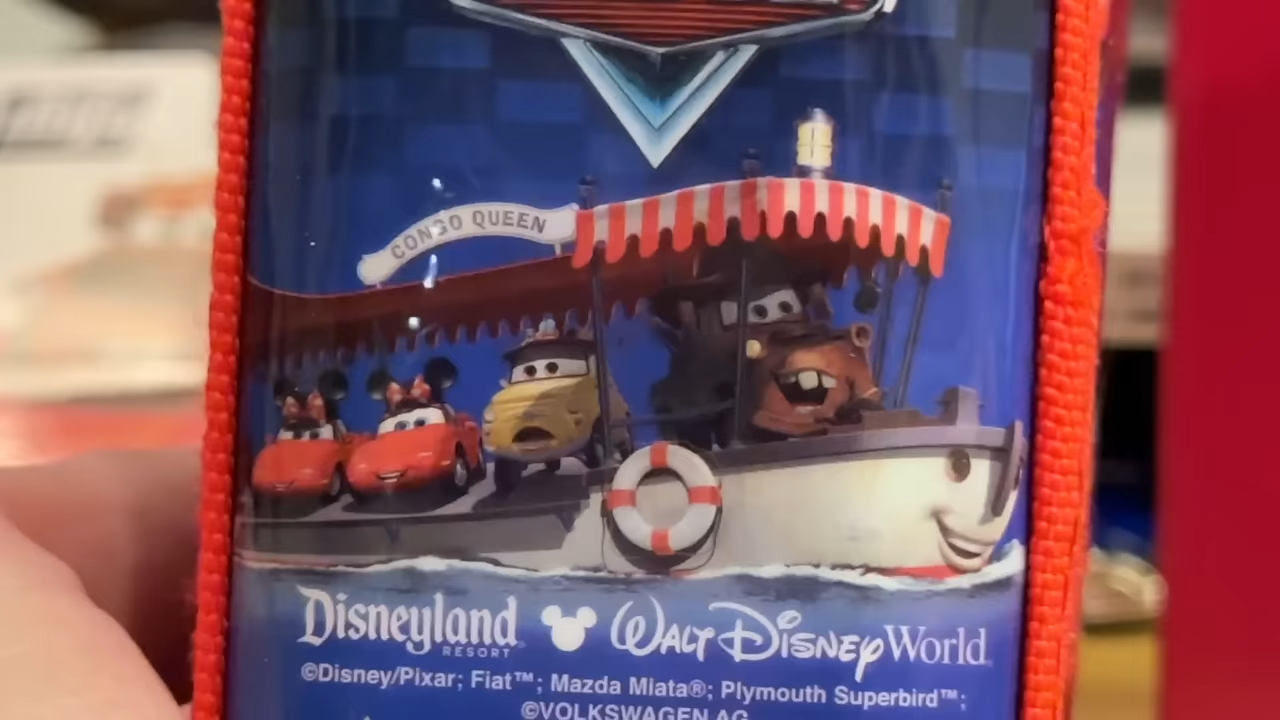 CONGO QUEEN
Disneyland WALT DISNEY World
RESORT
©Disney/Pixar; Fiat™; Mazda Miata®; Plymouth Superbird™;
©VOLKSWAGEN AG